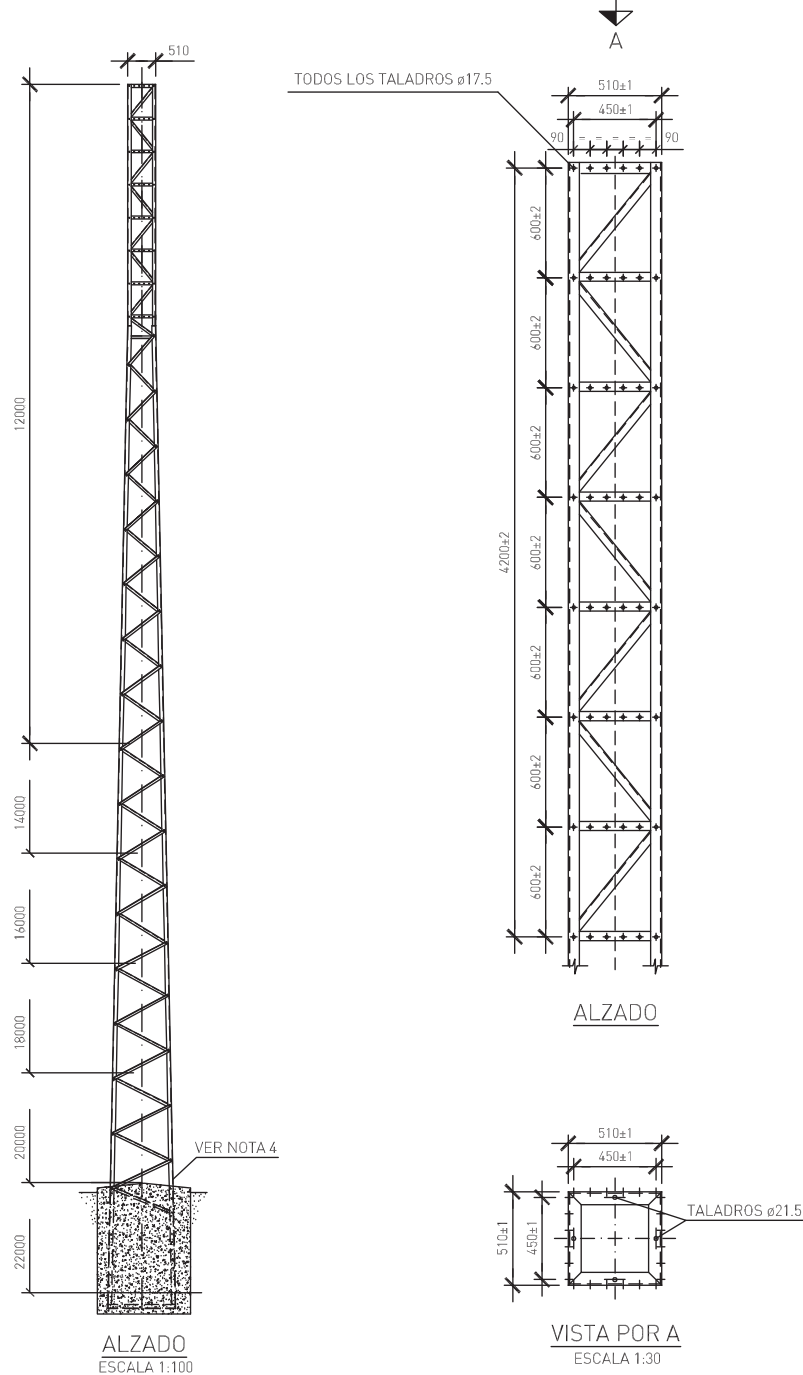 510
12000
14000
16000
18000
20000
22000
VER NOTA 4
ALZADO
ESCALA 1:100
A
TODOS LOS TALADROS ø17.5
510±1
450±1
90 = = = = = 90
4200±2
600±2
600±2
600±2
600±2
600±2
600±2
600±2
ALZADO
510±1
450±1
510±1
450±1
TALADROS ø21.5
VISTA POR A
ESCALA 1:30